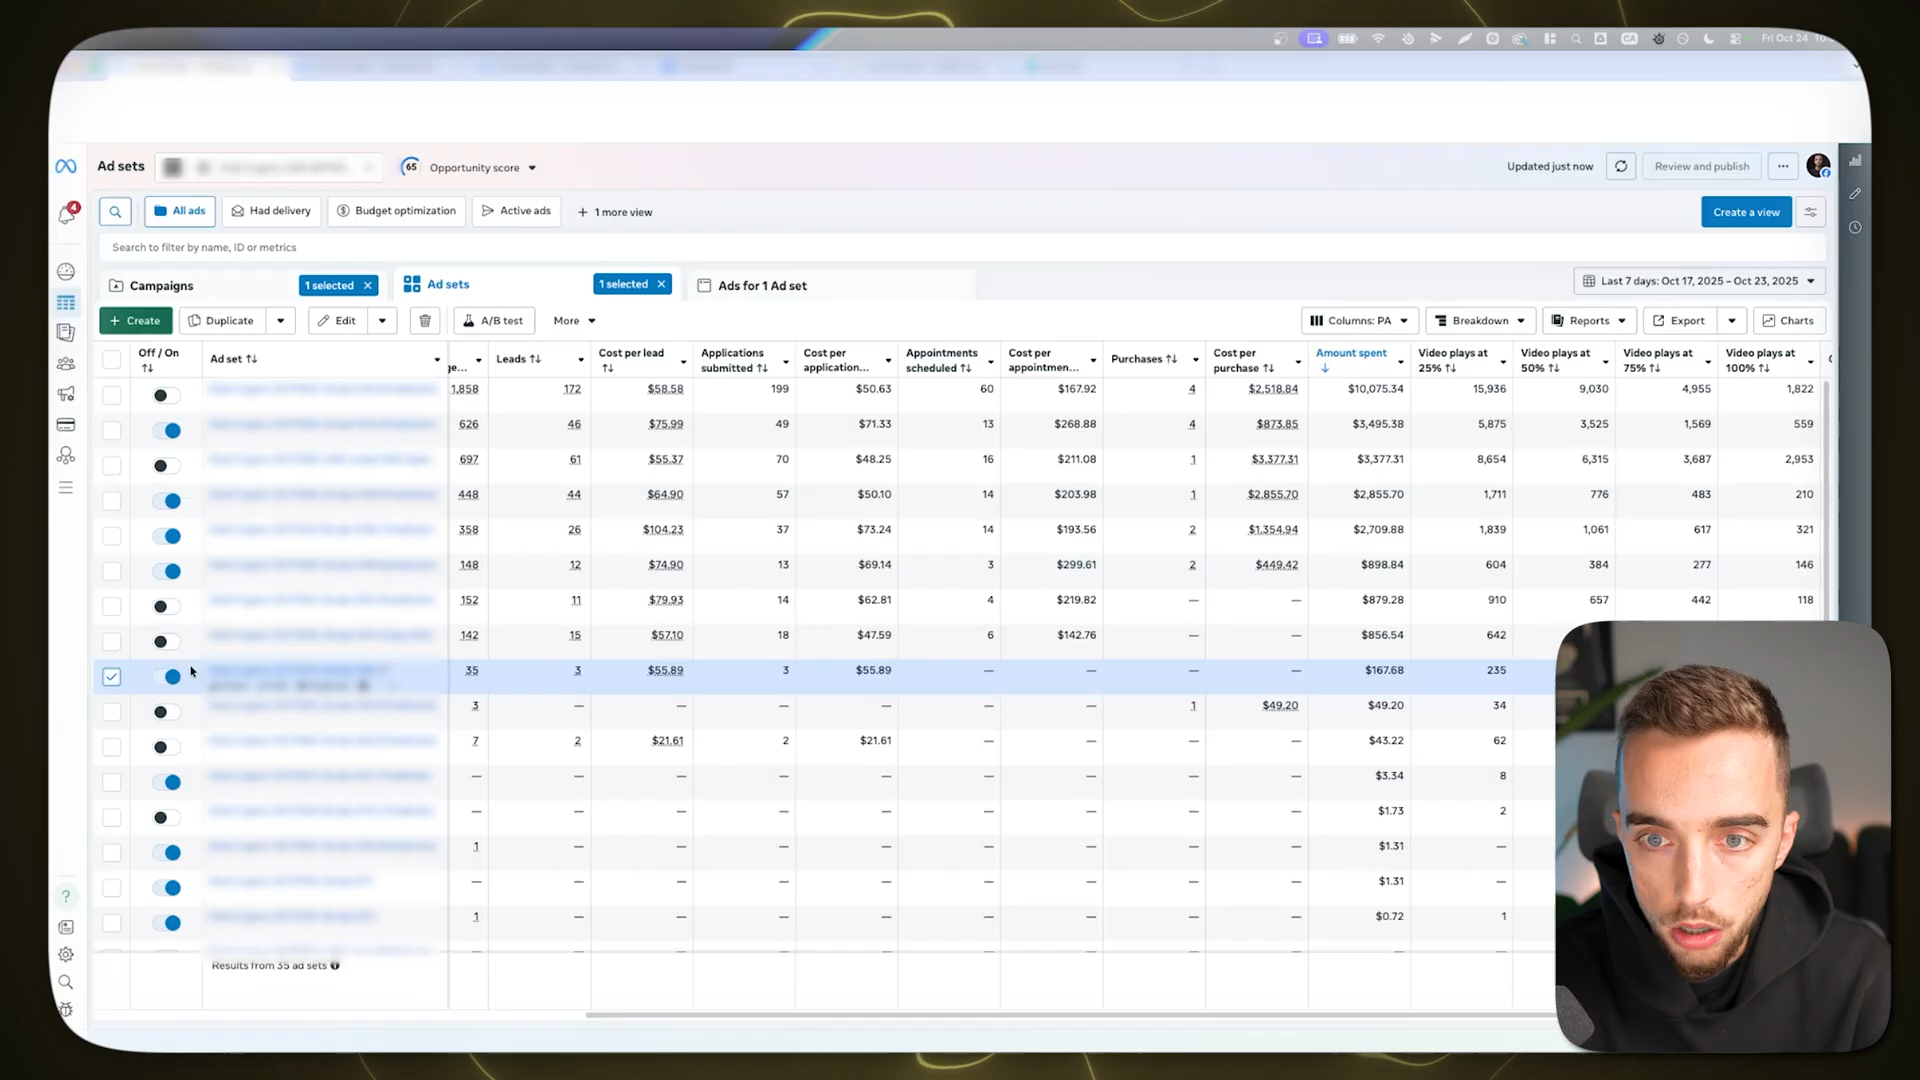 Fri Oct 24
Ad sets
65
Opportunity score
Updated just now
Review and publish
4
All ads
Had delivery
Budget optimization
Active ads
+ 1 more view
Create a view
Search to filter by name, ID or metrics
Campaigns
1 selected
Ad sets
1 selected
Ads for 1 Ad set
Last 7 days: Oct 17, 2025 – Oct 23, 2025
+ Create
Duplicate
Edit
A/B test
More
Columns: PA
Breakdown
Reports
Export
Charts
Off / On
Ad set
Leads
Cost per lead
Applications submitted
Cost per application...
Appointments scheduled
Cost per appointmen...
Purchases
Cost per purchase
Amount spent
Video plays at 25%
Video plays at 50%
Video plays at 75%
Video plays at 100%
1,858 172 $58.58 199 $50.63 60 $167.92 4 $2,518.84 $10,075.34 15,936 9,030 4,955 1,822
626 46 $75.99 49 $71.33 13 $268.88 4 $873.85 $3,495.38 5,875 3,525 1,569 559
697 61 $55.37 70 $48.25 16 $211.08 1 $3,377.31 $3,377.31 8,654 6,315 3,687 2,953
448 44 $64.90 57 $50.10 14 $203.98 1 $2,855.70 $2,855.70 1,711 776 483 210
358 26 $104.23 37 $73.24 14 $193.56 2 $1,354.94 $2,709.88 1,839 1,061 617 321
148 12 $74.90 13 $69.14 3 $299.61 2 $449.42 $898.84 604 384 277 146
152 11 $79.93 14 $62.81 4 $219.82 — — $879.28 910 657 442 118
142 15 $57.10 18 $47.59 6 $142.76 — — $856.54 642
35 3 $55.89 3 $55.89 — — — — $167.68 235
3 — — — — — — 1 $49.20 $49.20 34
7 2 $21.61 2 $21.61 — — — — $43.22 62
— — — — — — — — — $3.34 8
— — — — — — — — — $1.73 2
1 — — — — — — — — $1.31 —
— — — — — — — — — $1.31 —
1 — — — — — — — — $0.72 1
Results from 35 ad sets